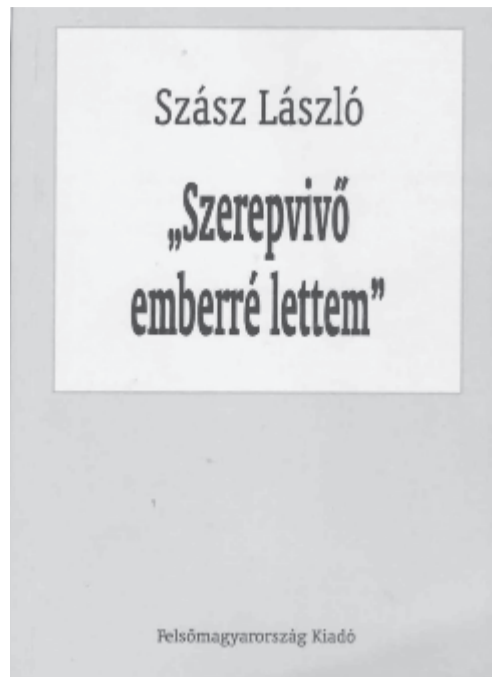 Szász László
„Szerepvivő
emberré lettem”
Felsőmagyarország Kiadó